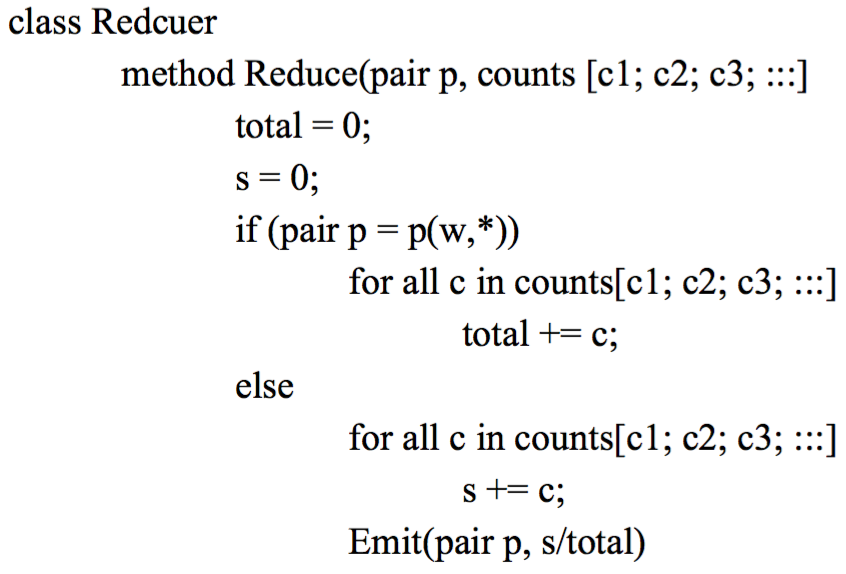 class Redcuer
method Reduce(pair p, counts [c1; c2; c3; :::]
total = 0;
s = 0;
if (pair p = p(w,*))
for all c in counts[c1; c2; c3; :::]
total += c;
else
for all c in counts[c1; c2; c3; :::]
s += c;
Emit(pair p, s/total)